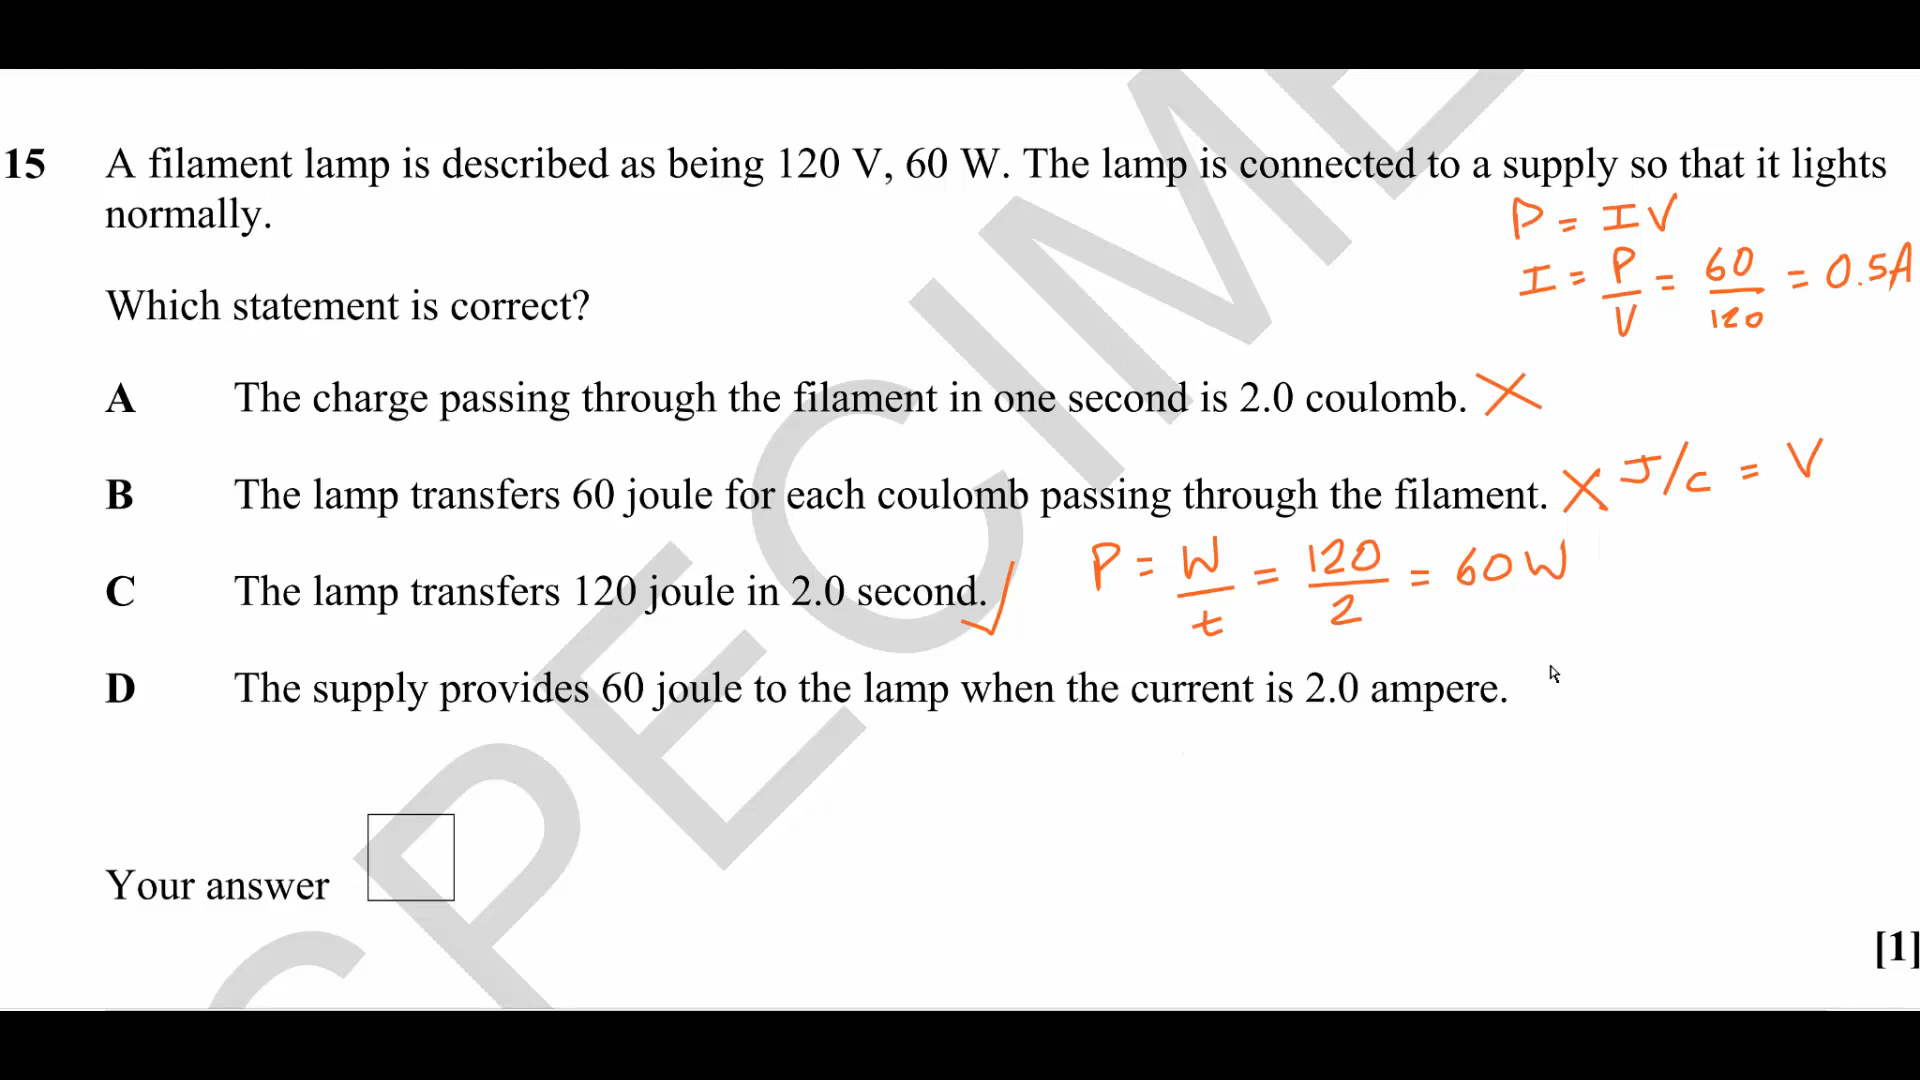 15 A filament lamp is described as being 120 V, 60 W. The lamp is connected to a supply so that it lights
normally.
P = IV
I = P/V = 60/120 = 0.5A
Which statement is correct?
A The charge passing through the filament in one second is 2.0 coulomb. X
B The lamp transfers 60 joule for each coulomb passing through the filament. X J/C = V
C The lamp transfers 120 joule in 2.0 second. ✓ P = W/t = 120/2 = 60W
D The supply provides 60 joule to the lamp when the current is 2.0 ampere.
Your answer
[1]
SPECIME